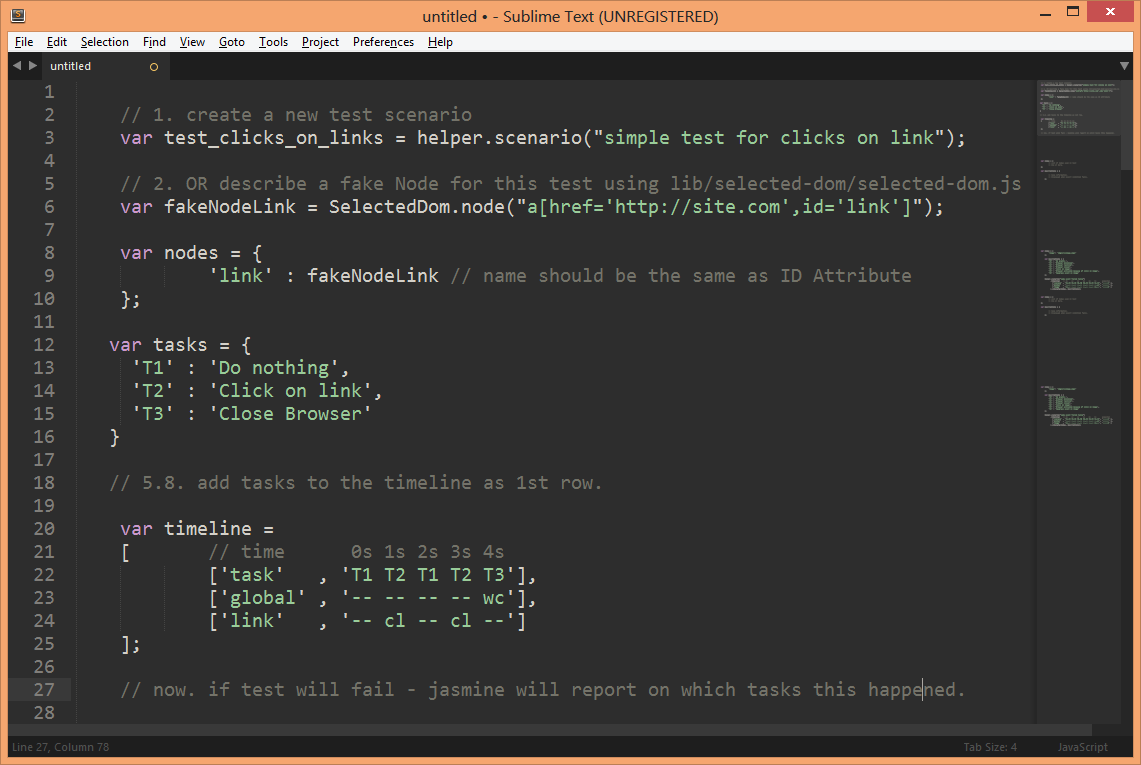 untitled • - Sublime Text (UNREGISTERED)
File Edit Selection Find View Goto Tools Project Preferences Help
untitled
1
2 // 1. create a new test scenario
3 var test_clicks_on_links = helper.scenario("simple test for clicks on link");
4
5 // 2. OR describe a fake Node for this test using lib/selected-dom/selected-dom.js
6 var fakeNodeLink = SelectedDom.node("a[href='http://site.com',id='link']");
7
8 var nodes = {
9 'link' : fakeNodeLink // name should be the same as ID Attribute
10 };
11
12 var tasks = {
13 'T1' : 'Do nothing',
14 'T2' : 'Click on link',
15 'T3' : 'Close Browser'
16 }
17
18 // 5.8. add tasks to the timeline as 1st row.
19
20 var timeline =
21 [ // time 0s 1s 2s 3s 4s
22 ['task' , 'T1 T2 T1 T2 T3'],
23 ['global' , '-- -- -- -- wc'],
24 ['link' , '-- cl -- cl --']
25 ];
26
27 // now. if test will fail - jasmine will report on which tasks this happened.
28
Line 27, Column 78 Tab Size: 4 JavaScript